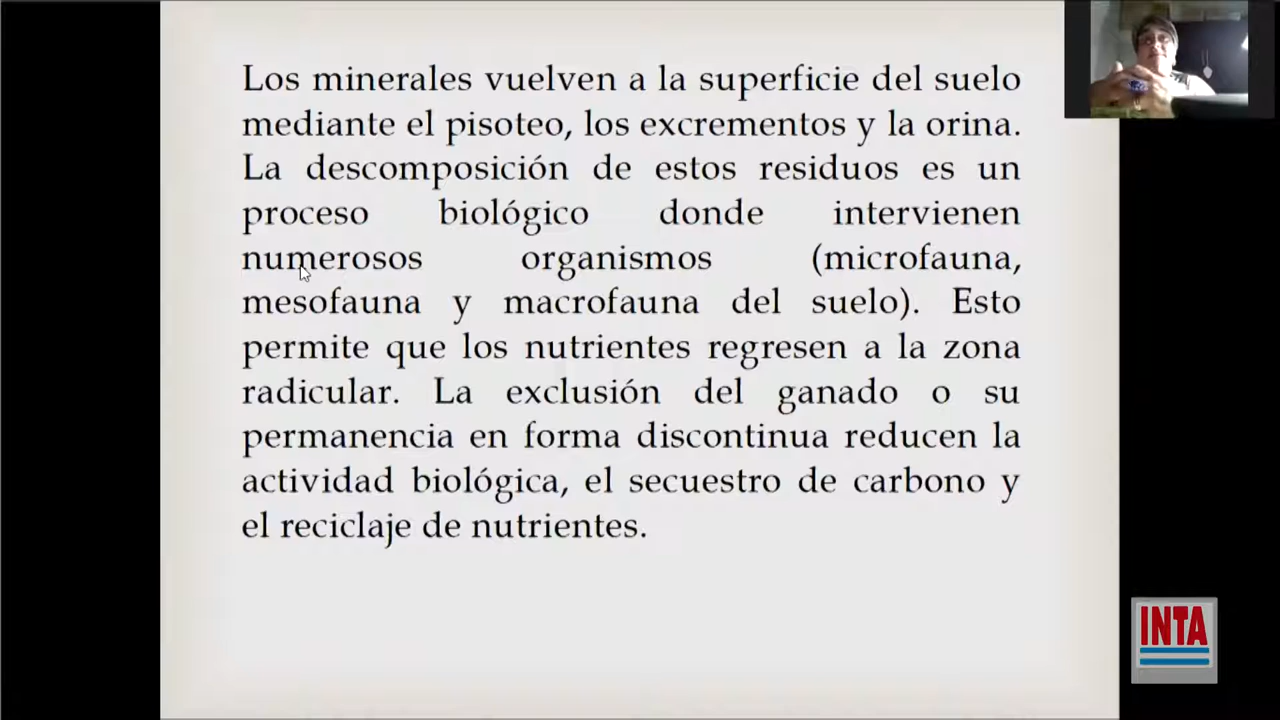 Los minerales vuelven a la superficie del suelo
mediante el pisoteo, los excrementos y la orina.
La descomposición de estos residuos es un
proceso biológico donde intervienen
numerosos organismos (microfauna,
mesofauna y macrofauna del suelo). Esto
permite que los nutrientes regresen a la zona
radicular. La exclusión del ganado o su
permanencia en forma discontinua reducen la
actividad biológica, el secuestro de carbono y
el reciclaje de nutrientes.
INTA